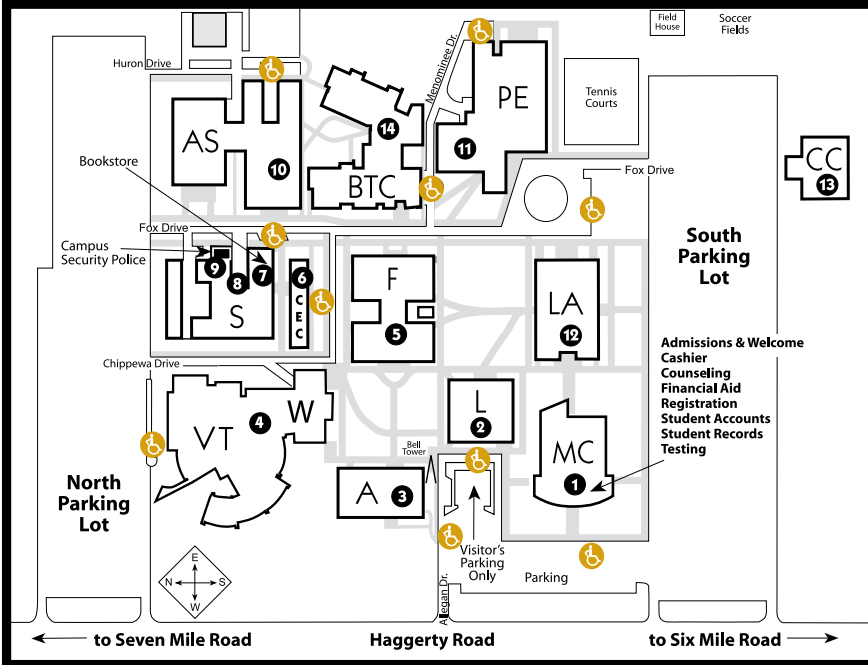 Field
House
Soccer
Fields
Huron Drive
Menominee Dr.
PE
Tennis
Courts
AS
14
11
10
BTC
CC
13
Bookstore
Fox Drive
Fox Drive
Campus
Security Police
9
8
7
6
S
C
E
C
F
5
South
Parking
Lot
LA
12
Admissions & Welcome
Cashier
Counseling
Financial Aid
Registration
Student Accounts
Student Records
Testing
Chippewa Drive
W
4
VT
L
2
MC
1
Bell
Tower
A
3
North
Parking
Lot
Visitor's
Parking
Only
E
N
S
W
Parking
Allegan Dr.
to Seven Mile Road
Haggerty Road
to Six Mile Road